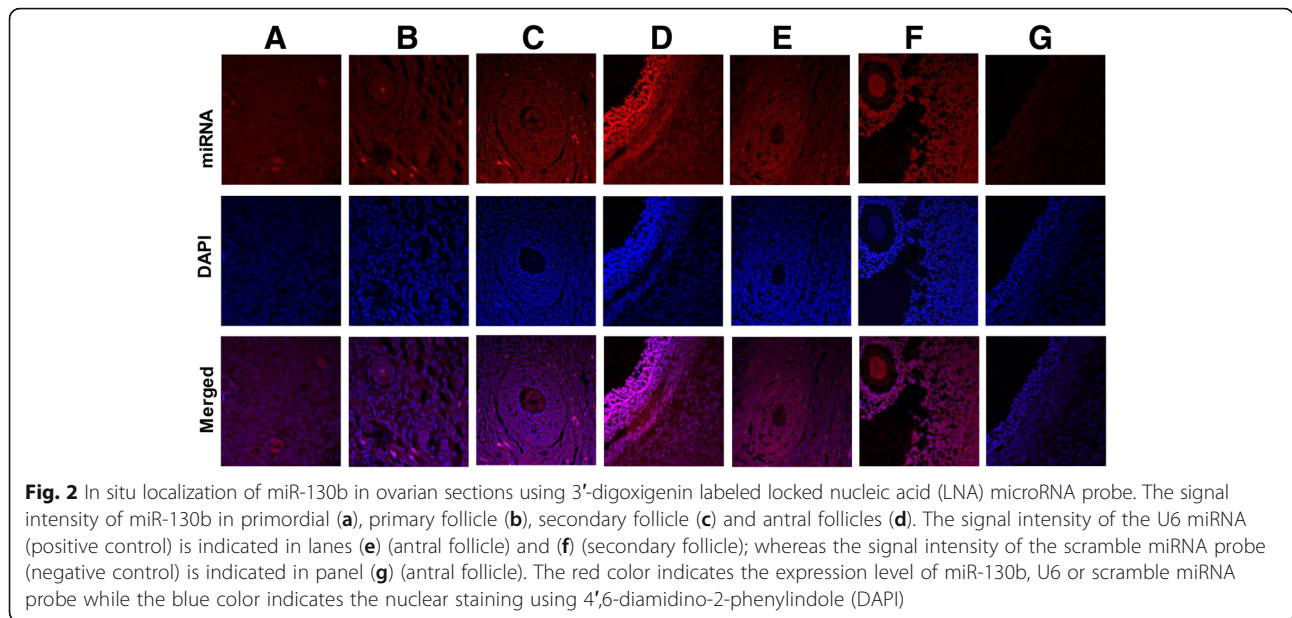 A B C D E F G
miRNA
DAPI
Merged
Fig. 2 In situ localization of miR-130b in ovarian sections using 3′-digoxigenin labeled locked nucleic acid (LNA) microRNA probe. The signal
intensity of miR-130b in primordial (a), primary follicle (b), secondary follicle (c) and antral follicles (d). The signal intensity of the U6 miRNA
(positive control) is indicated in lanes (e) (antral follicle) and (f) (secondary follicle); whereas the signal intensity of the scramble miRNA probe
(negative control) is indicated in panel (g) (antral follicle). The red color indicates the expression level of miR-130b, U6 or scramble miRNA
probe while the blue color indicates the nuclear staining using 4′,6-diamidino-2-phenylindole (DAPI)